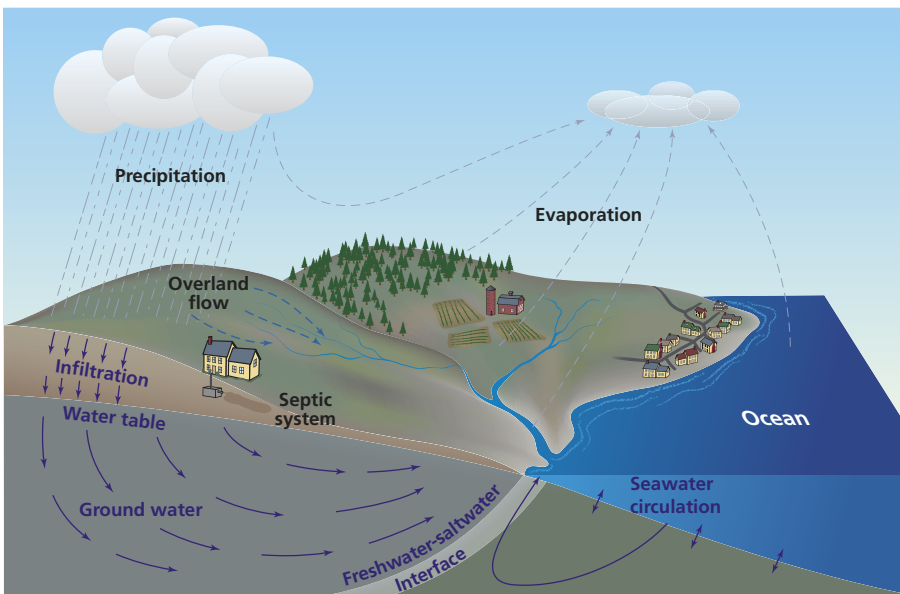 Precipitation
Evaporation
Overland
flow
Infiltration
Septic
system
Water table
Ocean
Ground water
Seawater
circulation
Freshwater-saltwater
Interface